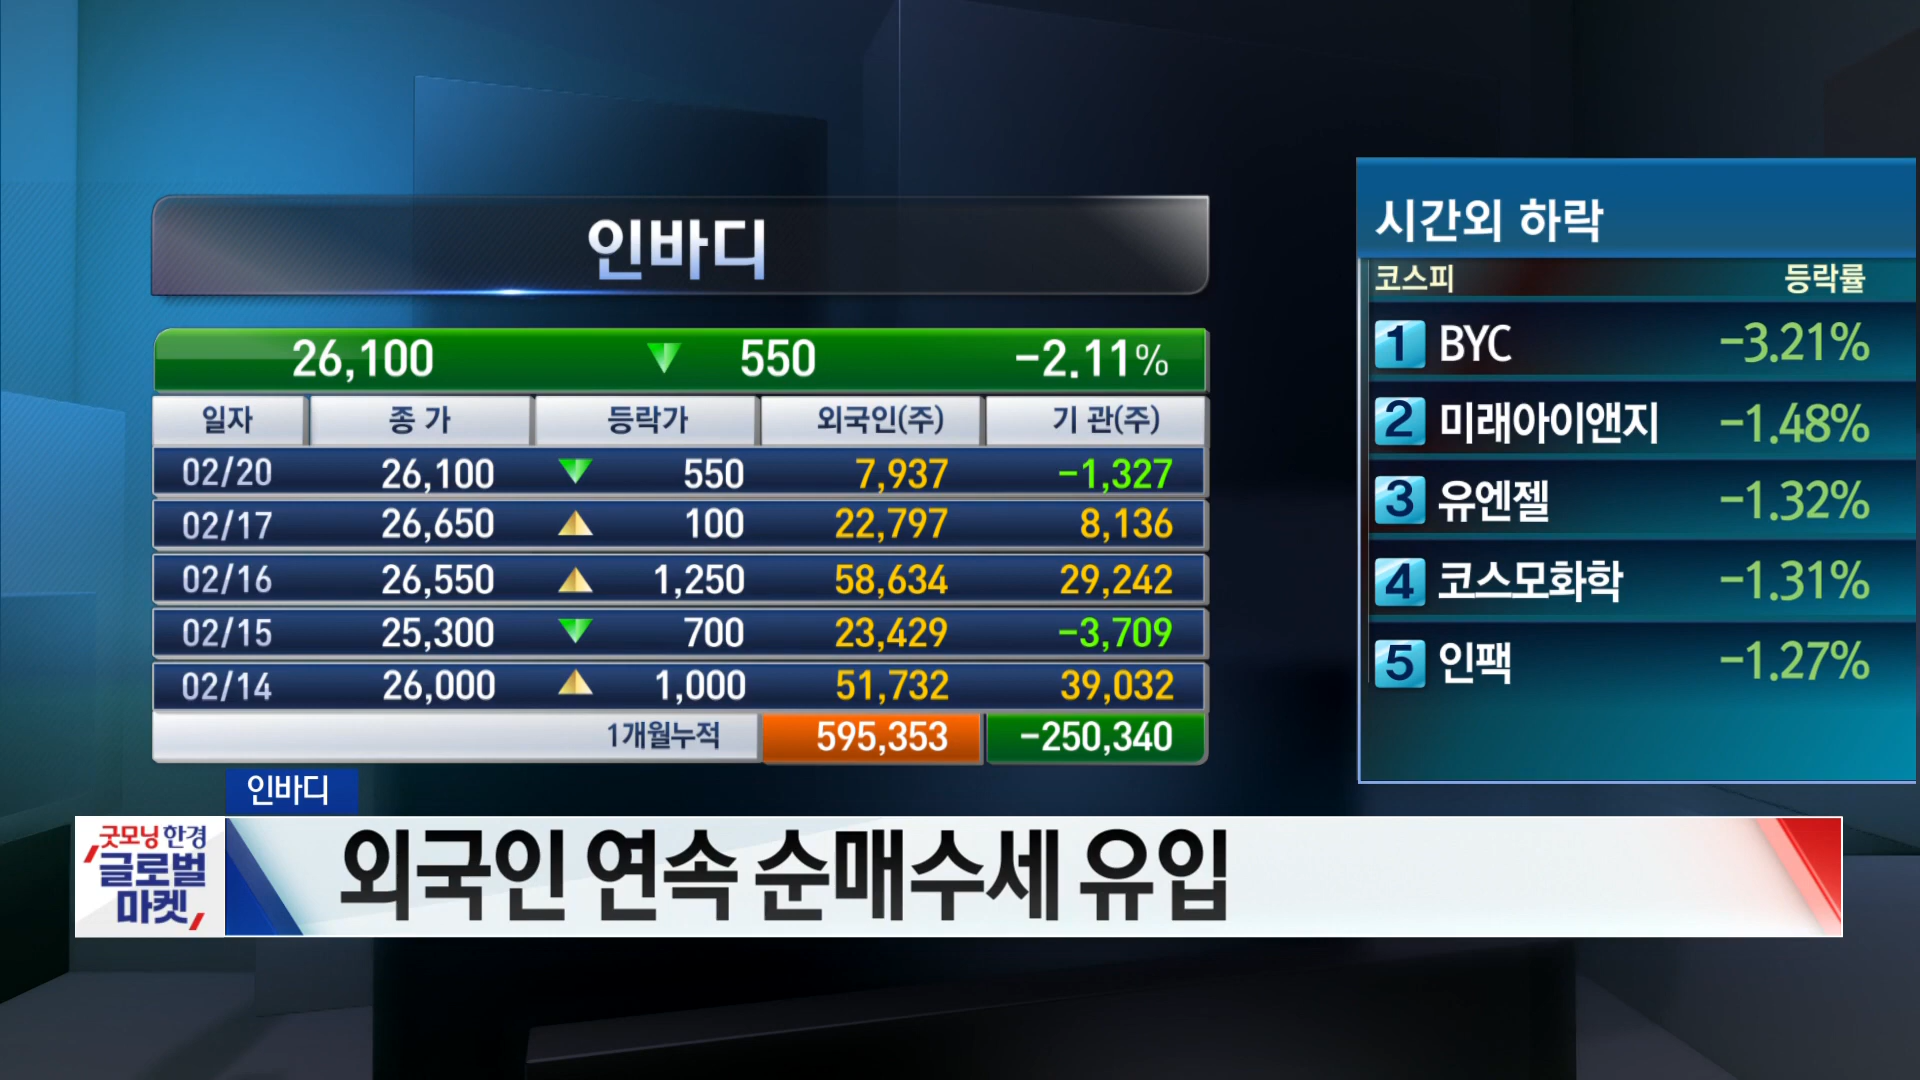 인바디
26,100 ▼ 550 -2.11%
일자 종 가 등락가 외국인(주) 기 관(주)
02/20 26,100 ▼ 550 7,937 -1,327
02/17 26,650 ▲ 100 22,797 8,136
02/16 26,550 ▲ 1,250 58,634 29,242
02/15 25,300 ▼ 700 23,429 -3,709
02/14 26,000 ▲ 1,000 51,732 39,032
1개월누적 595,353 -250,340
시간외 하락
코스피 등락률
1 BYC -3.21%
2 미래아이앤지 -1.48%
3 유엔젤 -1.32%
4 코스모화학 -1.31%
5 인팩 -1.27%
인바디
굿모닝 한경
글로벌
마켓
외국인 연속 순매수세 유입